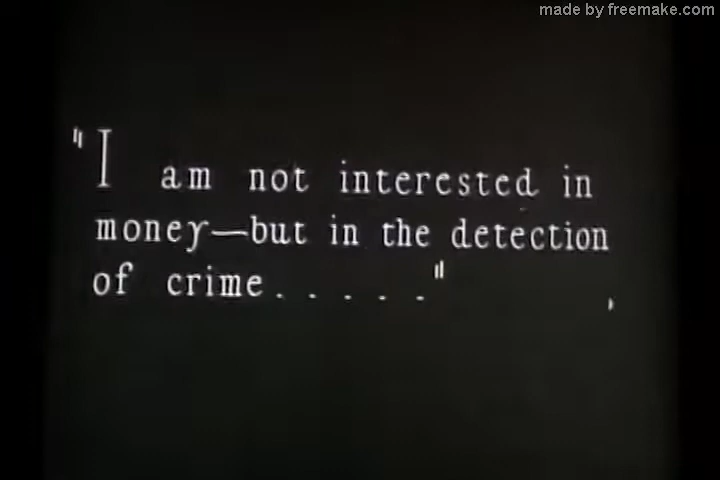 made by freemake.com
"I am not interested in
money—but in the detection
of crime. . . . . ."